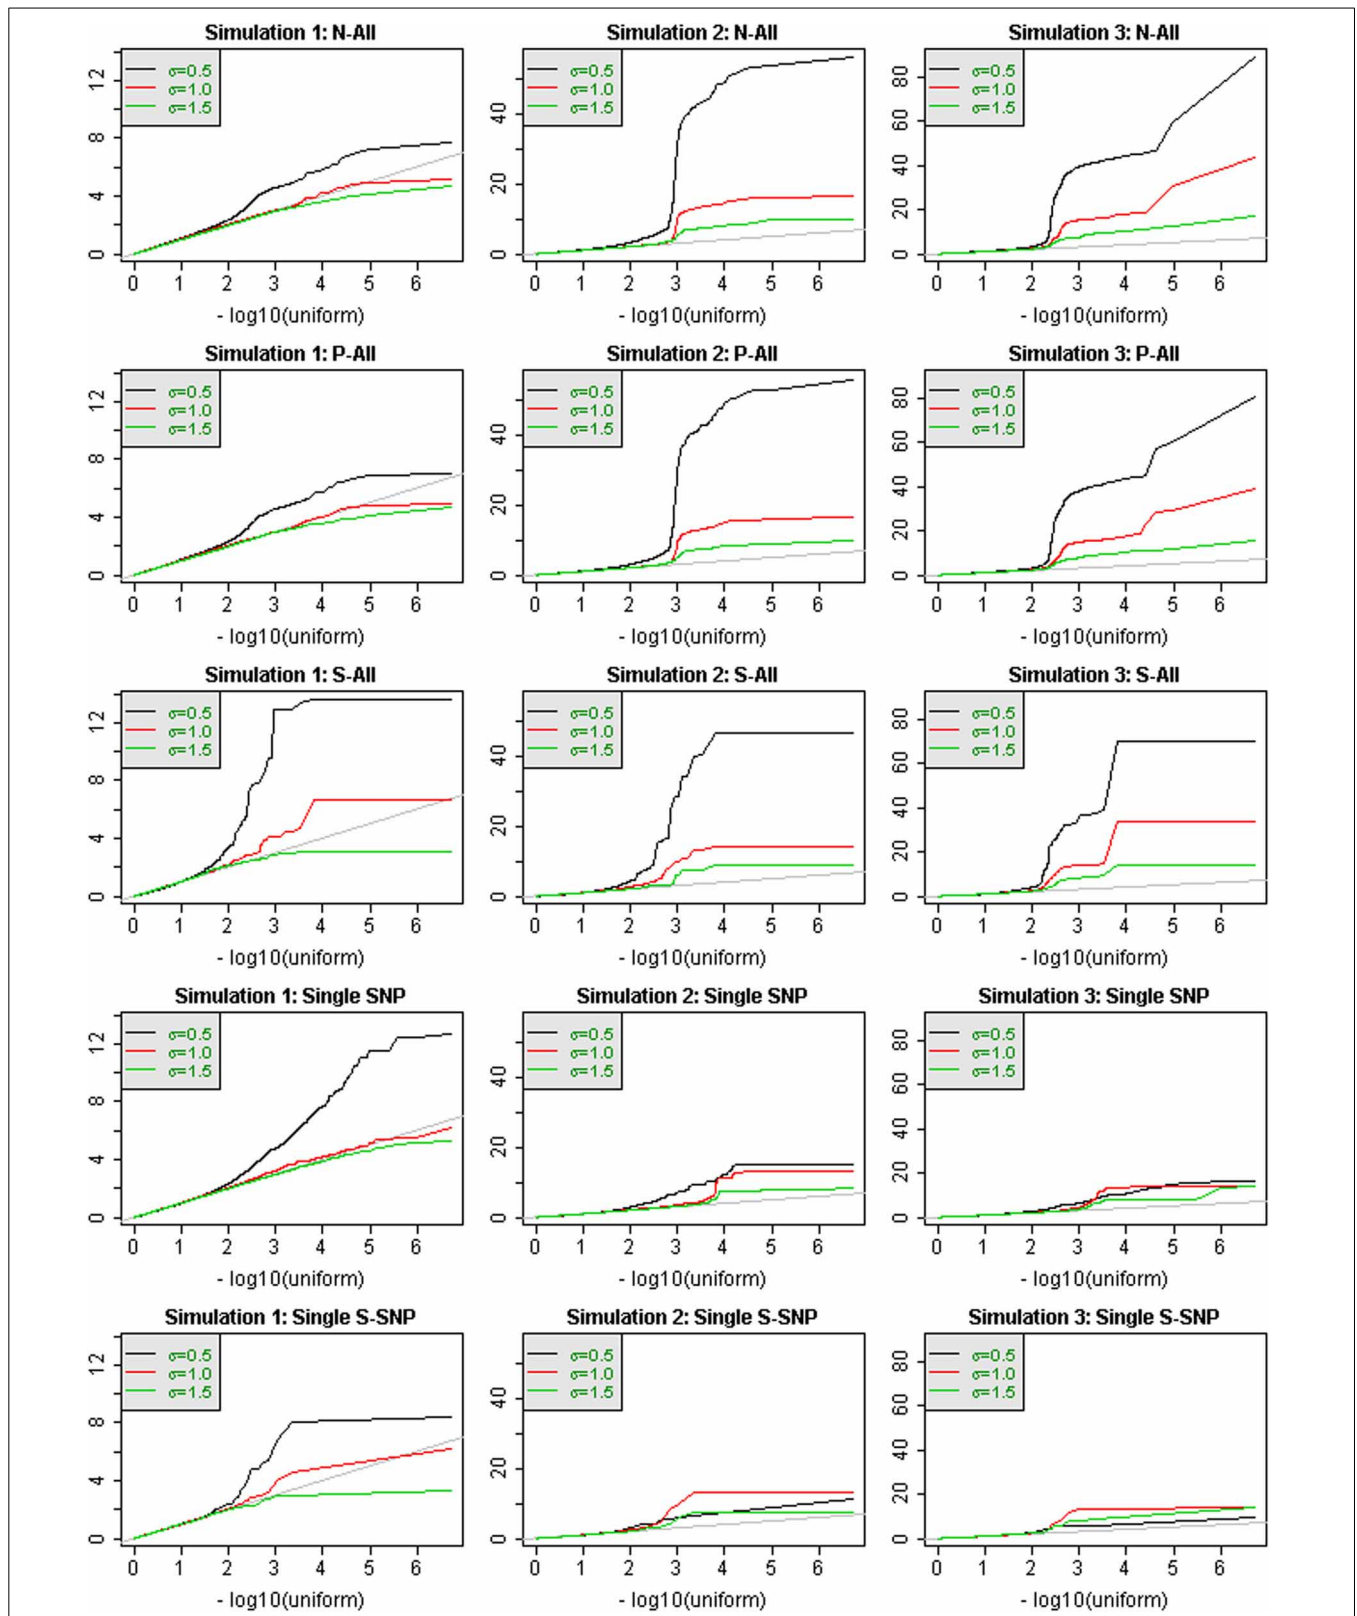 Simulation 1: N-All Simulation 2: N-All Simulation 3: N-All
σ=0.5 σ=0.5 σ=0.5
σ=1.0 σ=1.0 σ=1.0
σ=1.5 σ=1.5 σ=1.5
0 4 8 12 0 20 40 0 20 40 60 80
0 1 2 3 4 5 6 0 1 2 3 4 5 6 0 1 2 3 4 5 6
- log10(uniform) - log10(uniform) - log10(uniform)
Simulation 1: P-All Simulation 2: P-All Simulation 3: P-All
σ=0.5 σ=0.5 σ=0.5
σ=1.0 σ=1.0 σ=1.0
σ=1.5 σ=1.5 σ=1.5
0 4 8 12 0 20 40 0 20 40 60 80
0 1 2 3 4 5 6 0 1 2 3 4 5 6 0 1 2 3 4 5 6
- log10(uniform) - log10(uniform) - log10(uniform)
Simulation 1: S-All Simulation 2: S-All Simulation 3: S-All
σ=0.5 σ=0.5 σ=0.5
σ=1.0 σ=1.0 σ=1.0
σ=1.5 σ=1.5 σ=1.5
0 4 8 12 0 20 40 0 20 40 60 80
0 1 2 3 4 5 6 0 1 2 3 4 5 6 0 1 2 3 4 5 6
- log10(uniform) - log10(uniform) - log10(uniform)
Simulation 1: Single SNP Simulation 2: Single SNP Simulation 3: Single SNP
σ=0.5 σ=0.5 σ=0.5
σ=1.0 σ=1.0 σ=1.0
σ=1.5 σ=1.5 σ=1.5
0 4 8 12 0 20 40 0 20 40 60 80
0 1 2 3 4 5 6 0 1 2 3 4 5 6 0 1 2 3 4 5 6
- log10(uniform) - log10(uniform) - log10(uniform)
Simulation 1: Single S-SNP Simulation 2: Single S-SNP Simulation 3: Single S-SNP
σ=0.5 σ=0.5 σ=0.5
σ=1.0 σ=1.0 σ=1.0
σ=1.5 σ=1.5 σ=1.5
0 4 8 12 0 20 40 0 20 40 60 80
0 1 2 3 4 5 6 0 1 2 3 4 5 6 0 1 2 3 4 5 6
- log10(uniform) - log10(uniform) - log10(uniform)